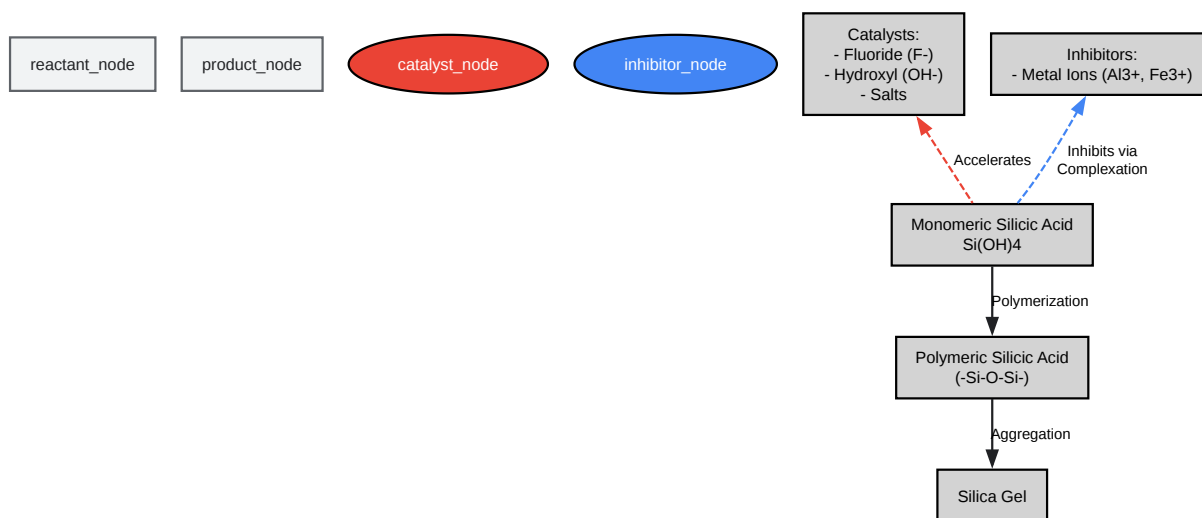 reactant_node
product_node
catalyst_node
inhibitor_node
Catalysts:
- Fluoride (F-)
- Hydroxyl (OH-)
- Salts
Inhibitors:
- Metal Ions (Al3+, Fe3+)
Accelerates
Inhibits via
Complexation
Monomeric Silicic Acid
Si(OH)4
Polymerization
Polymeric Silicic Acid
(-Si-O-Si-)
Aggregation
Silica Gel